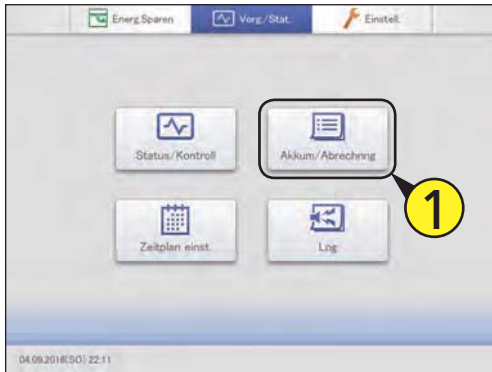 Energ.Sparen Vorg./Stat. Einstell.
Status/Kontroll Akkum/Abrechnng
1
Zeitplan einst. Log
04.09.2018(SO) 22:11